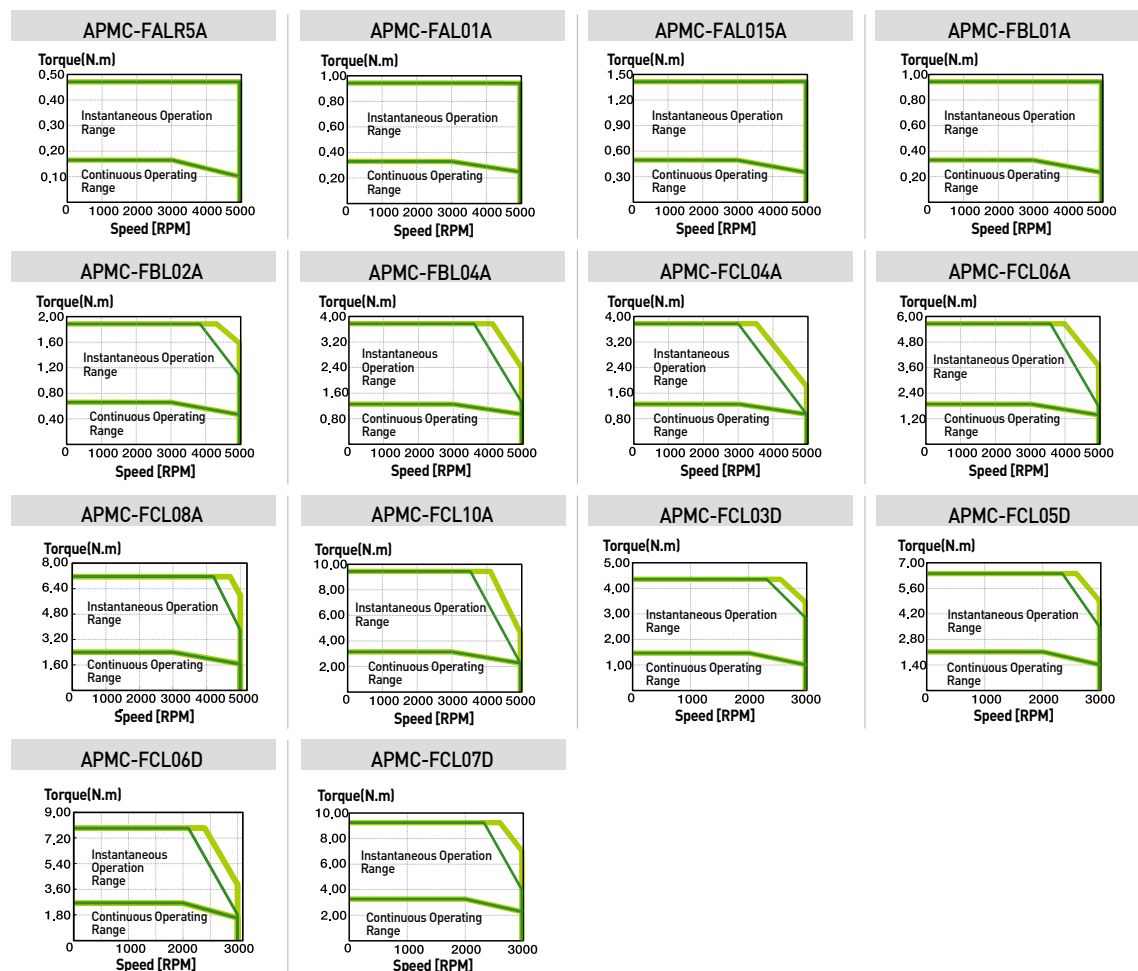 APMC-FALR5A
Torque(N.m)
0,50
0,40
0,30
0,20
0,10
Instantaneous Operation
Range
Continuous Operating
Range
0 1000 2000 3000 4000 5000
Speed [RPM]
APMC-FAL01A
Torque(N.m)
1,00
0,80
0,60
0,40
0,20
Instantaneous Operation
Range
Continuous Operating
Range
0 1000 2000 3000 4000 5000
Speed [RPM]
APMC-FAL015A
Torque(N.m)
1,50
1,20
0,90
0,60
0,30
Instantaneous Operation
Range
Continuous Operating
Range
0 1000 2000 3000 4000 5000
Speed [RPM]
APMC-FBL01A
Torque(N.m)
1,00
0,80
0,60
0,40
0,20
Instantaneous Operation
Range
Continuous Operating
Range
0 1000 2000 3000 4000 5000
Speed [RPM]
APMC-FBL02A
Torque(N.m)
2,00
1,60
1,20
0,80
0,40
Instantaneous Operation
Range
Continuous Operating
Range
0 1000 2000 3000 4000 5000
Speed [RPM]
APMC-FBL04A
Torque(N.m)
4,00
3,20
2,40
1,60
0,80
Instantaneous
Operation
Range
Continuous Operating
Range
0 1000 2000 3000 4000 5000
Speed [RPM]
APMC-FCL04A
Torque(N.m)
4,00
3,20
2,40
1,60
0,80
Instantaneous
Operation
Range
Continuous Operating
Range
0 1000 2000 3000 4000 5000
Speed [RPM]
APMC-FCL06A
Torque(N.m)
6,00
4,80
3,60
2,40
1,20
Instantaneous Operation
Range
Continuous Operating
Range
0 1000 2000 3000 4000 5000
Speed [RPM]
APMC-FCL08A
Torque(N.m)
8,00
6,40
4,80
3,20
1,60
Instantaneous Operation
Range
Continuous Operating
Range
0 1000 2000 3000 4000 5000
Speed [RPM]
APMC-FCL10A
Torque(N.m)
10,00
8,00
6,00
4,00
2,00
Instantaneous Operation
Range
Continuous Operating
Range
0 1000 2000 3000 4000 5000
Speed [RPM]
APMC-FCL03D
Torque(N.m)
5,00
4,00
3,00
2,00
1,00
Instantaneous Operation
Range
Continuous Operating
Range
0 1000 2000 3000
Speed [RPM]
APMC-FCL05D
Torque(N.m)
7,00
5,60
4,20
2,80
1,40
Instantaneous Operation
Range
Continuous Operating
Range
0 1000 2000 3000
Speed [RPM]
APMC-FCL06D
Torque(N.m)
9,00
7,20
5,40
3,60
1,80
Instantaneous
Operation
Range
Continuous Operating
Range
0 1000 2000 3000
Speed [RPM]
APMC-FCL07D
Torque(N.m)
10,00
8,00
6,00
4,00
2,00
Instantaneous Operation
Range
Continuous Operating
Range
0 1000 2000 3000
Speed [RPM]